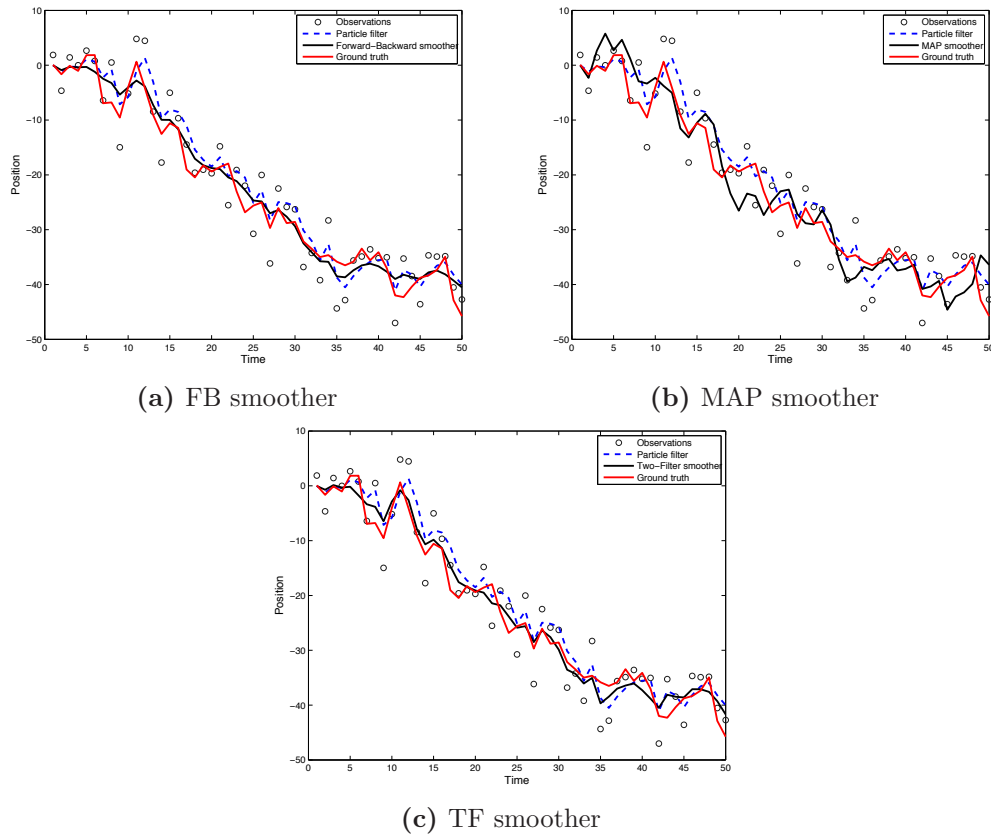 Observations
Particle filter
Forward−Backward smoother
Ground truth
10
0
−10
−20
−30
−40
−50
Position
0 5 10 15 20 25 30 35 40 45 50
Time
(a) FB smoother
Observations
Particle filter
MAP smoother
Ground truth
10
0
−10
−20
−30
−40
−50
Position
0 5 10 15 20 25 30 35 40 45 50
Time
(b) MAP smoother
Observations
Particle filter
Two−Filter smoother
Ground truth
10
0
−10
−20
−30
−40
−50
Position
0 5 10 15 20 25 30 35 40 45 50
Time
(c) TF smoother